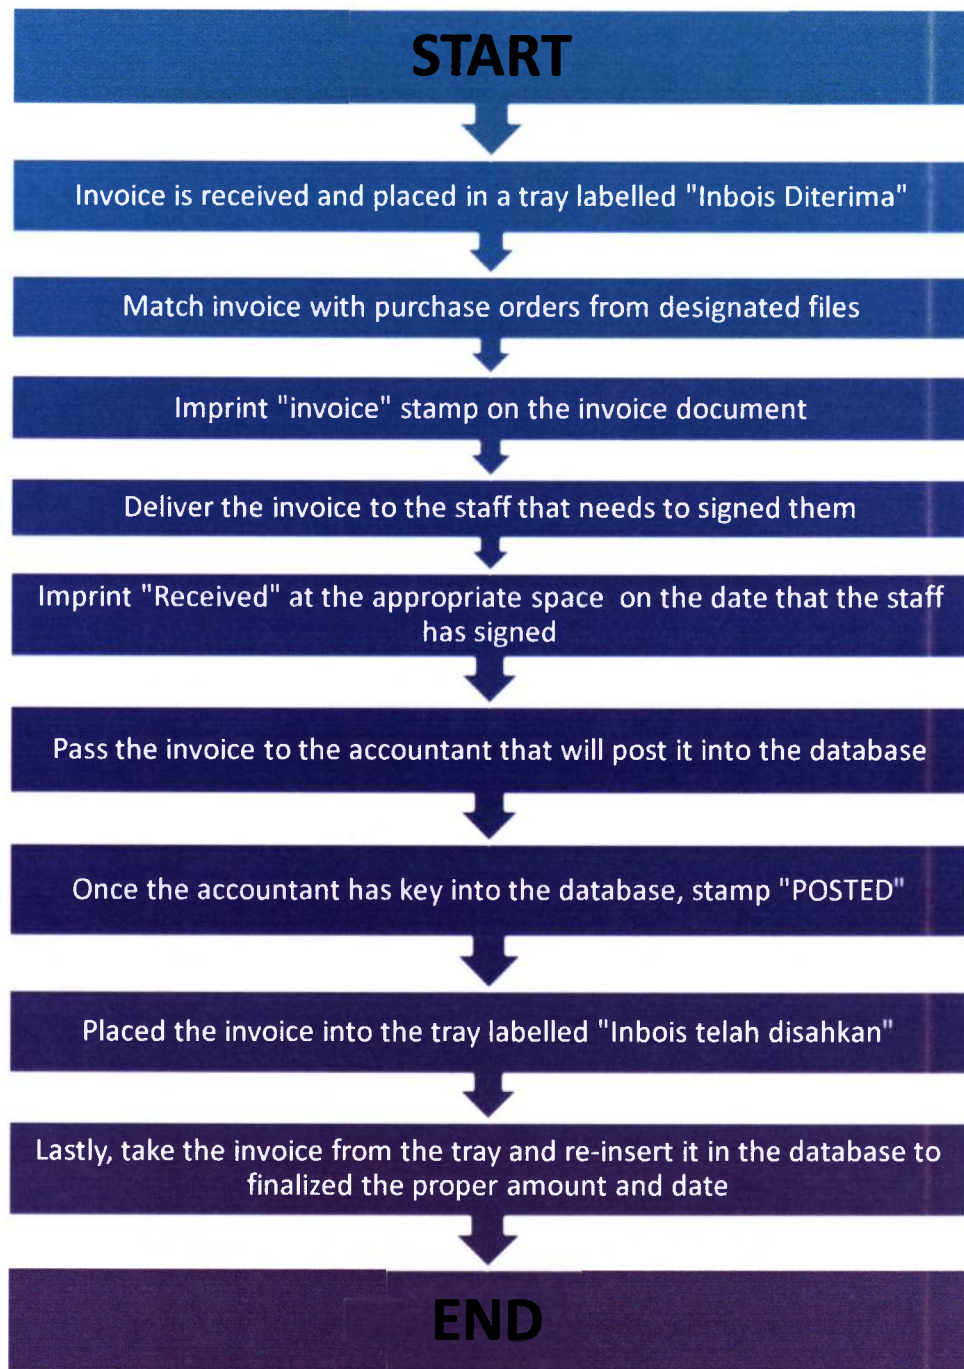 START
Invoice is received and placed in a tray labelled "Inbois Diterima"
Match invoice with purchase orders from designated files
Imprint "invoice" stamp on the invoice document
Deliver the invoice to the staff that needs to signed them
Imprint "Received" at the appropriate space on the date that the staff
has signed
Pass the invoice to the accountant that will post it into the database
Once the accountant has key into the database, stamp "POSTED"
Placed the invoice into the tray labelled "Inbois telah disahkan"
Lastly, take the invoice from the tray and re-insert it in the database to
finalized the proper amount and date
END